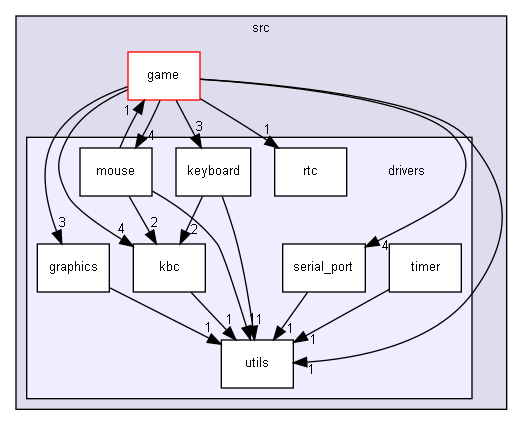 src
game
1
4
3
1
mouse
keyboard
rtc
drivers
3
4
2
2
4
graphics
kbc
serial_port
timer
1
1
1
1
1
1
utils
1